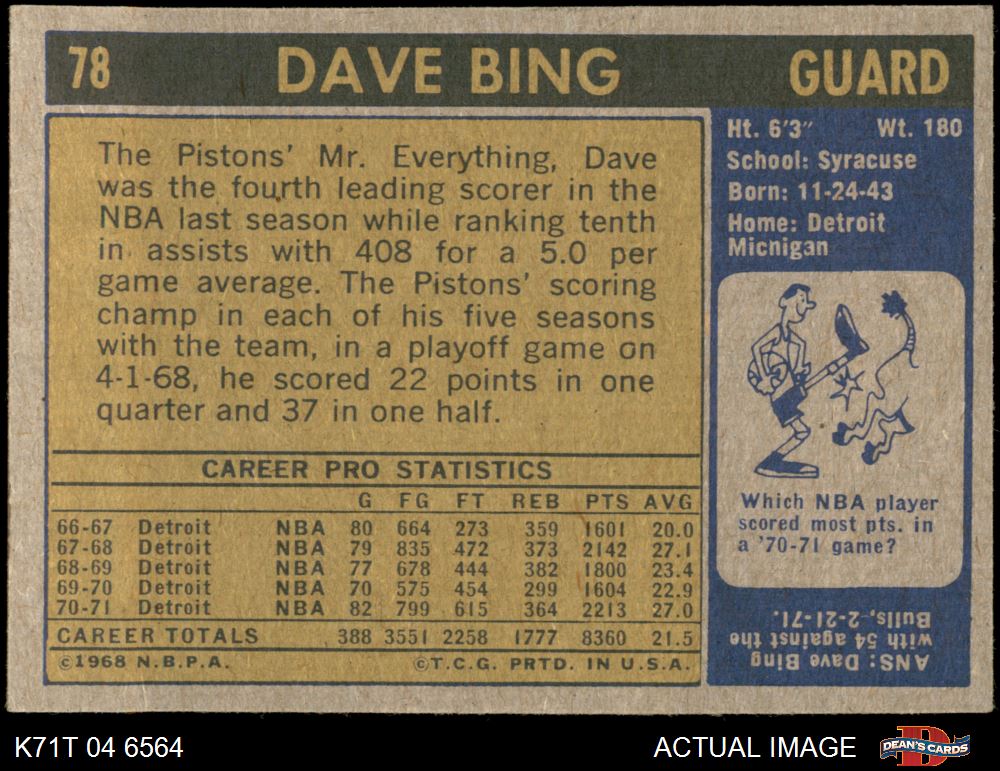 78 DAVE BING GUARD
The Pistons' Mr. Everything, Dave
was the fourth leading scorer in the
NBA last season while ranking tenth
in assists with 408 for a 5.0 per
game average. The Pistons' scoring
champ in each of his five seasons
with the team, in a playoff game on
4-1-68, he scored 22 points in one
quarter and 37 in one half.
CAREER PRO STATISTICS
G FG FT REB PTS AVG
66-67 Detroit NBA 80 664 273 359 1601 20.0
67-68 Detroit NBA 79 835 472 373 2142 27.1
68-69 Detroit NBA 77 678 444 382 1800 23.4
69-70 Detroit NBA 70 575 454 299 1604 22.9
70-71 Detroit NBA 82 799 615 364 2213 27.0
CAREER TOTALS 388 3551 2258 1777 8360 21.5
©1968 N.B.P.A. ©T.C.G. PRTD. IN U.S.A.
Ht. 6'3" Wt. 180
School: Syracuse
Born: 11-24-43
Home: Detroit
Michigan
Which NBA player
scored most pts. in
a '70-71 game?
ANS: Dave Bing
with 54 against the
Bulls, 2-21-71.
K71T 04 6564 ACTUAL IMAGE DEAN'S CARDS